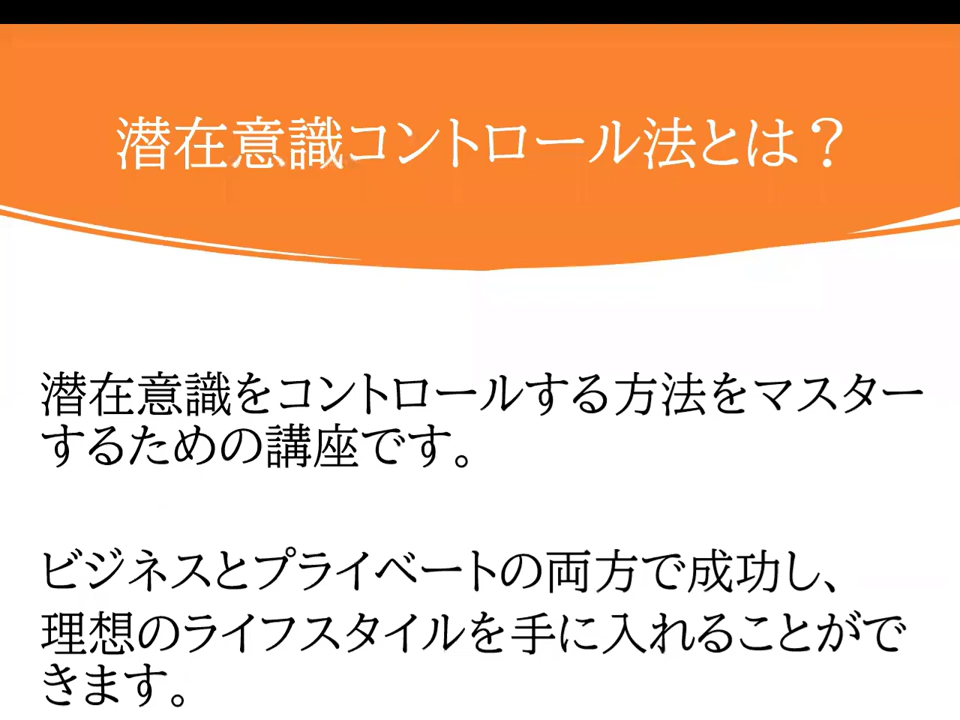 潜在意識コントロール法とは？
潜在意識をコントロールする方法をマスター
するための講座です。
ビジネスとプライベートの両方で成功し、
理想のライフスタイルを手に入れることがで
きます。